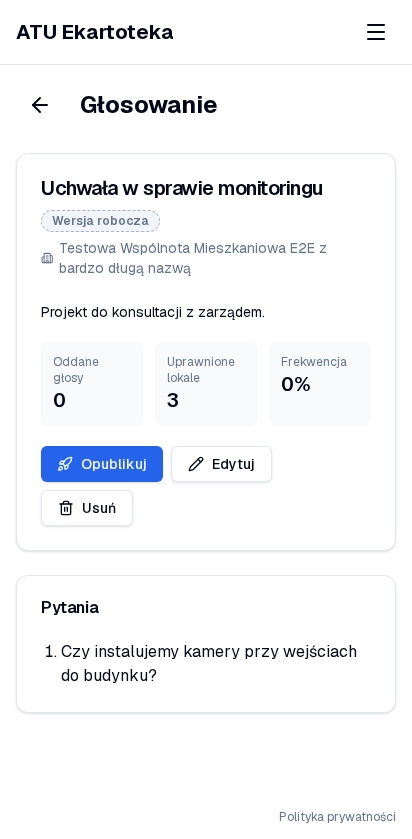 ATU Ekartoteka
Głosowanie
Uchwała w sprawie monitoringu
Wersja robocza
Testowa Wspólnota Mieszkaniowa E2E z
bardzo długą nazwą
Projekt do konsultacji z zarządem.
Oddane
głosy
0
Uprawnione
lokale
3
Frekwencja
0%
Opublikuj
Edytuj
Usuń
Pytania
1. Czy instalujemy kamery przy wejściach
do budynku?
Polityka prywatności